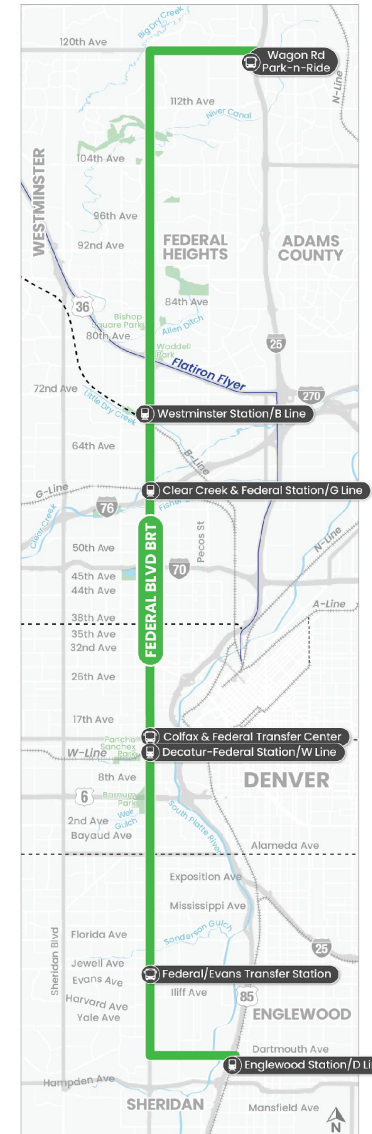 Big Dry Creek
120th Ave
Wagon Rd
Park-n-Ride
N-Line
112th Ave
Niver Canal
104th Ave
WESTMINSTER
96th Ave
92nd Ave
FEDERAL
HEIGHTS
ADAMS
COUNTY
84th Ave
36
Bishop
Square Park
Allen Ditch
80th Ave
25
Waddell
Park
Flatiron Flyer
72nd Ave
270
Little Dry Creek
Westminster Station/B Line
64th Ave
B-Line
G-Line
Clear Creek & Federal Station/G Line
76
Fisher
Clear Creek
Pecos St
N-Line
50th Ave
FEDERAL BLVD BRT
70
45th Ave
44th Ave
A-Line
38th Ave
35th Ave
32nd Ave
26th Ave
17th Ave
Colfax & Federal Transfer Center
Pancho
Sanchez
Park
W-Line
Decatur-Federal Station/W Line
8th Ave
DENVER
6
Barnum
Park
Weir
Gulch
2nd Ave
Bayaud Ave
South Platte River
Alameda Ave
Exposition Ave
Mississippi Ave
Sheridan Blvd
Florida Ave
Sanderson Gulch
25
Jewell Ave
Federal/Evans Transfer Station
Evans Ave
Harvard Ave
Iliff Ave
85
Yale Ave
ENGLEWOOD
Dartmouth Ave
Englewood Station/D Li
Hampden Ave
SHERIDAN
Mansfield Ave
N